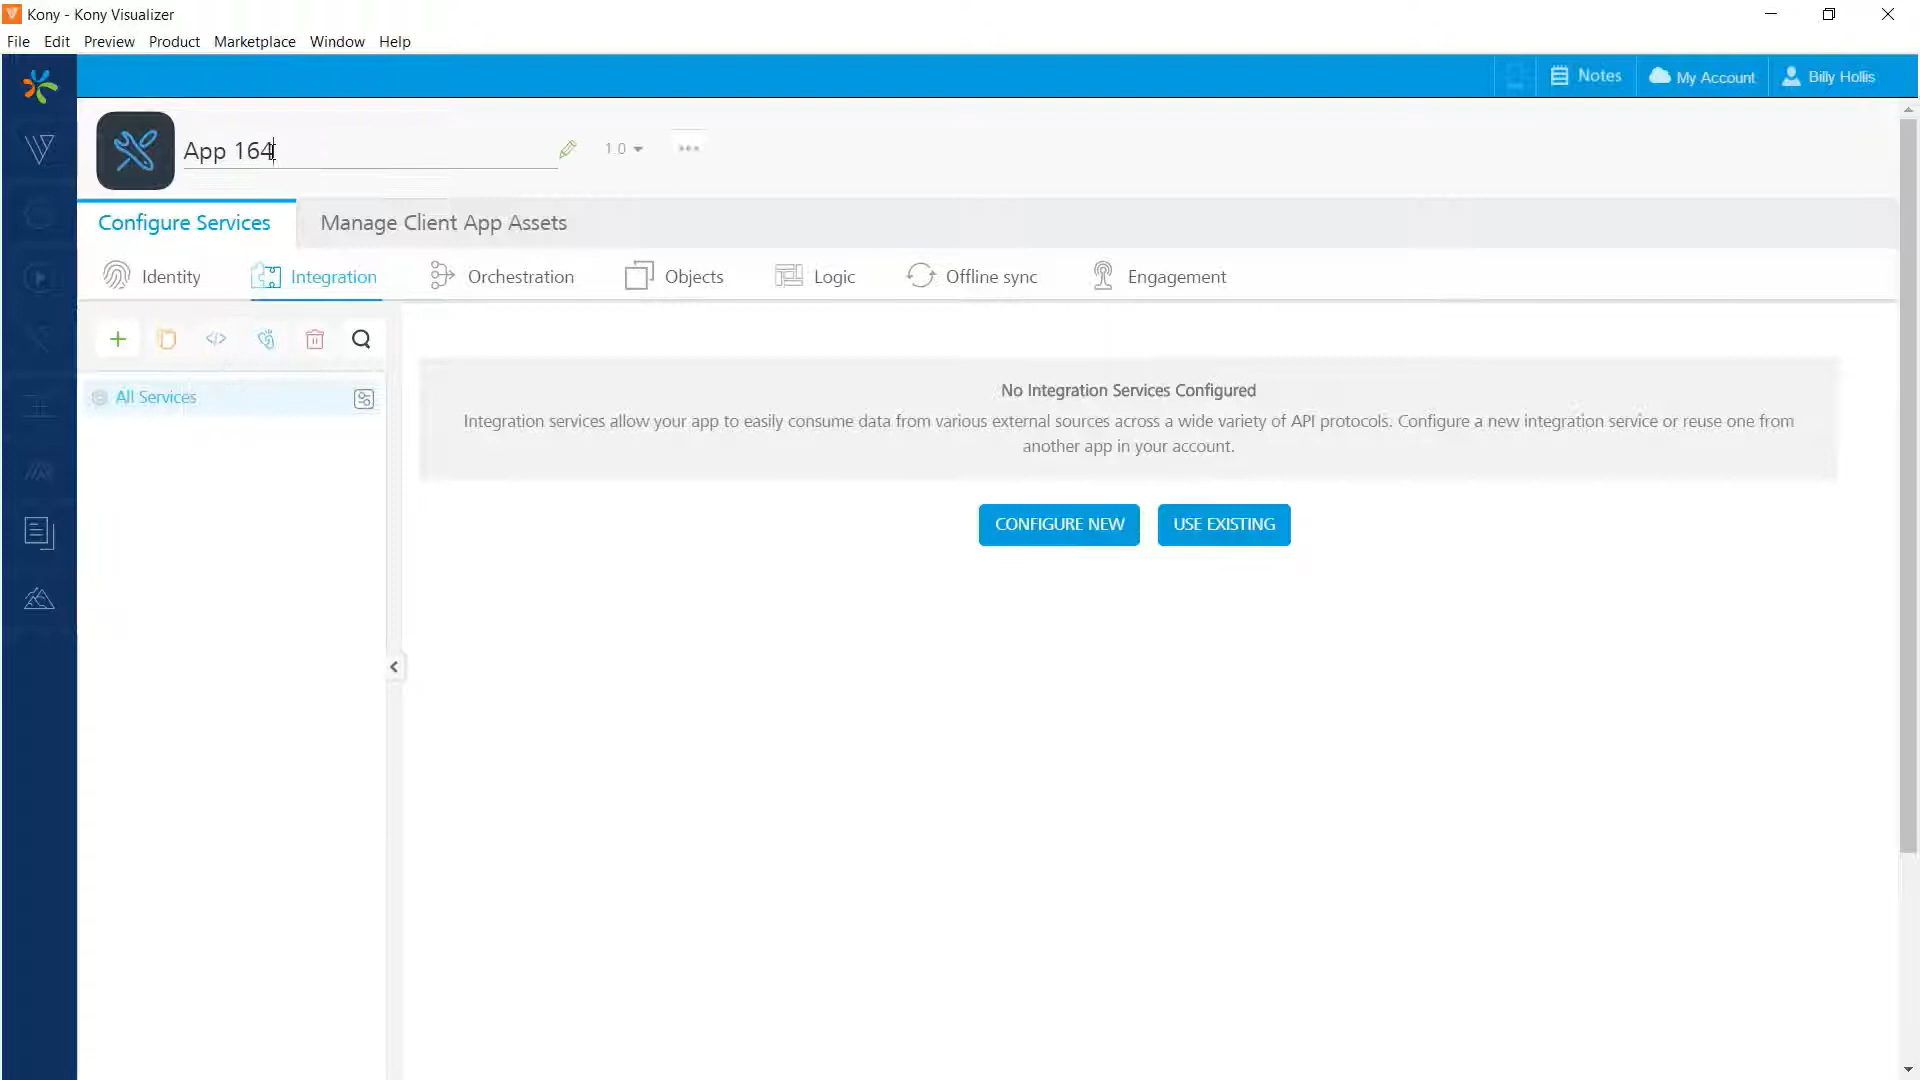 Kony - Kony Visualizer
File Edit Preview Product Marketplace Window Help
Notes My Account Billy Hollis
App 164
1.0
Configure Services Manage Client App Assets
Identity Integration Orchestration Objects Logic Offline sync Engagement
All Services
No Integration Services Configured
Integration services allow your app to easily consume data from various external sources across a wide variety of API protocols. Configure a new integration service or reuse one from
another app in your account.
CONFIGURE NEW USE EXISTING